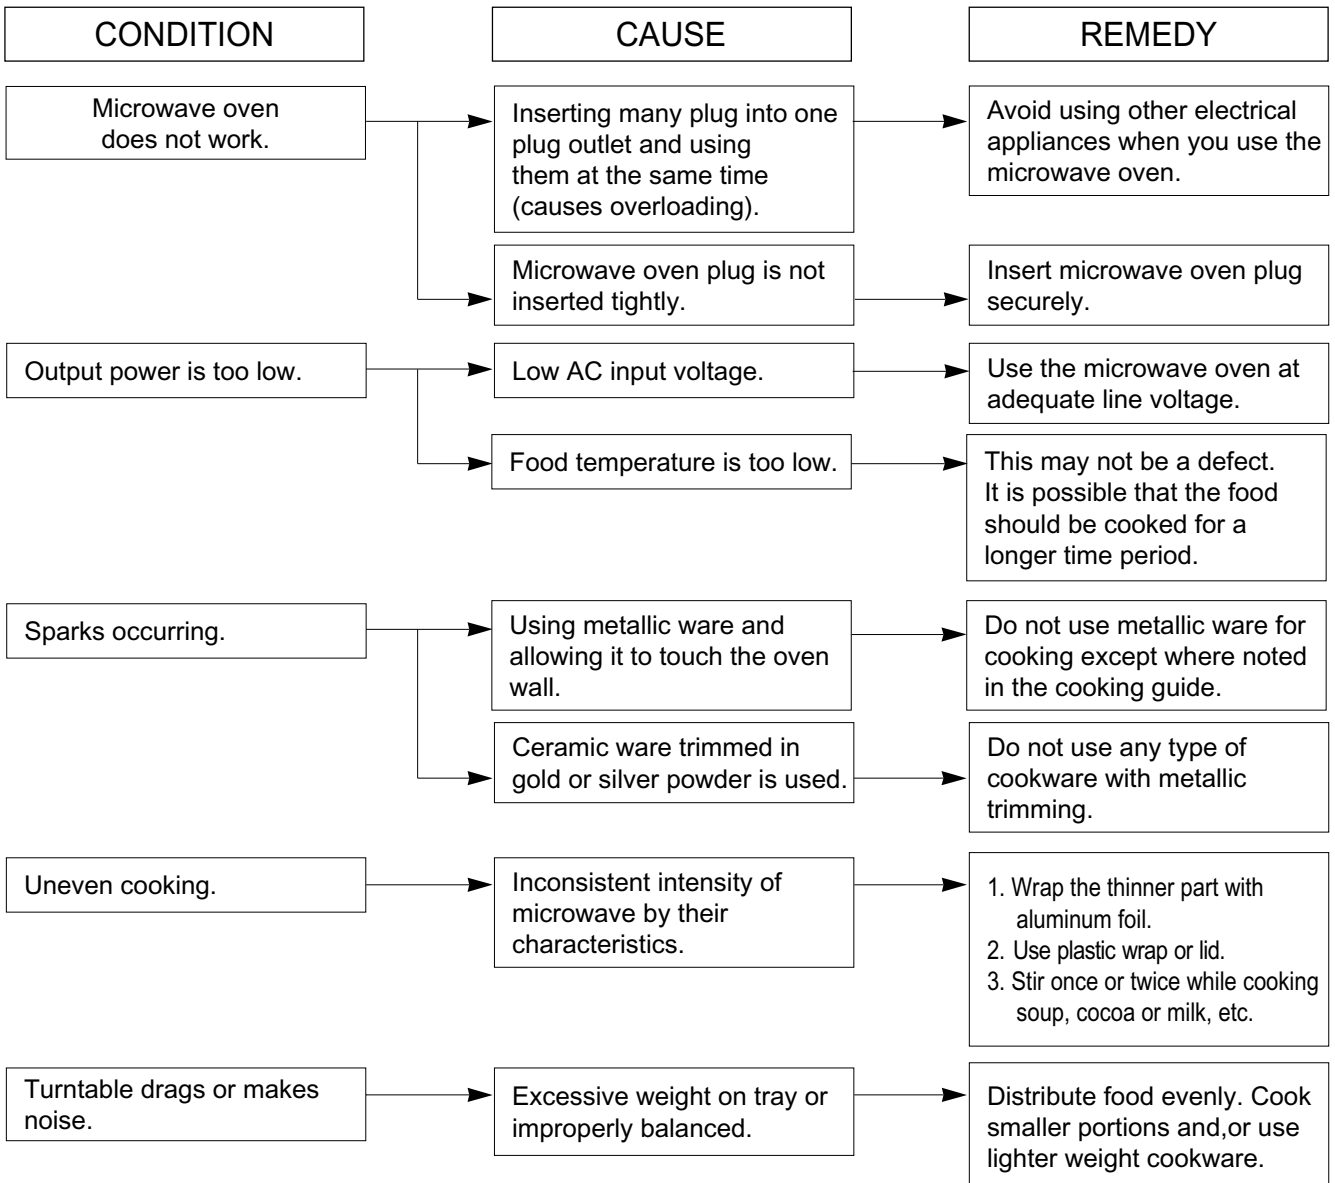 CONDITION
CAUSE
REMEDY
Microwave oven
does not work.
Inserting many plug into one
plug outlet and using
them at the same time
(causes overloading).
Avoid using other electrical
appliances when you use the
microwave oven.
Microwave oven plug is not
inserted tightly.
Insert microwave oven plug
securely.
Output power is too low.
Low AC input voltage.
Use the microwave oven at
adequate line voltage.
Food temperature is too low.
This may not be a defect.
It is possible that the food
should be cooked for a
longer time period.
Sparks occurring.
Using metallic ware and
allowing it to touch the oven
wall.
Do not use metallic ware for
cooking except where noted
in the cooking guide.
Ceramic ware trimmed in
gold or silver powder is used.
Do not use any type of
cookware with metallic
trimming.
Uneven cooking.
Inconsistent intensity of
microwave by their
characteristics.
1. Wrap the thinner part with
aluminum foil.
2. Use plastic wrap or lid.
3. Stir once or twice while cooking
soup, cocoa or milk, etc.
Turntable drags or makes
noise.
Excessive weight on tray or
improperly balanced.
Distribute food evenly. Cook
smaller portions and,or use
lighter weight cookware.